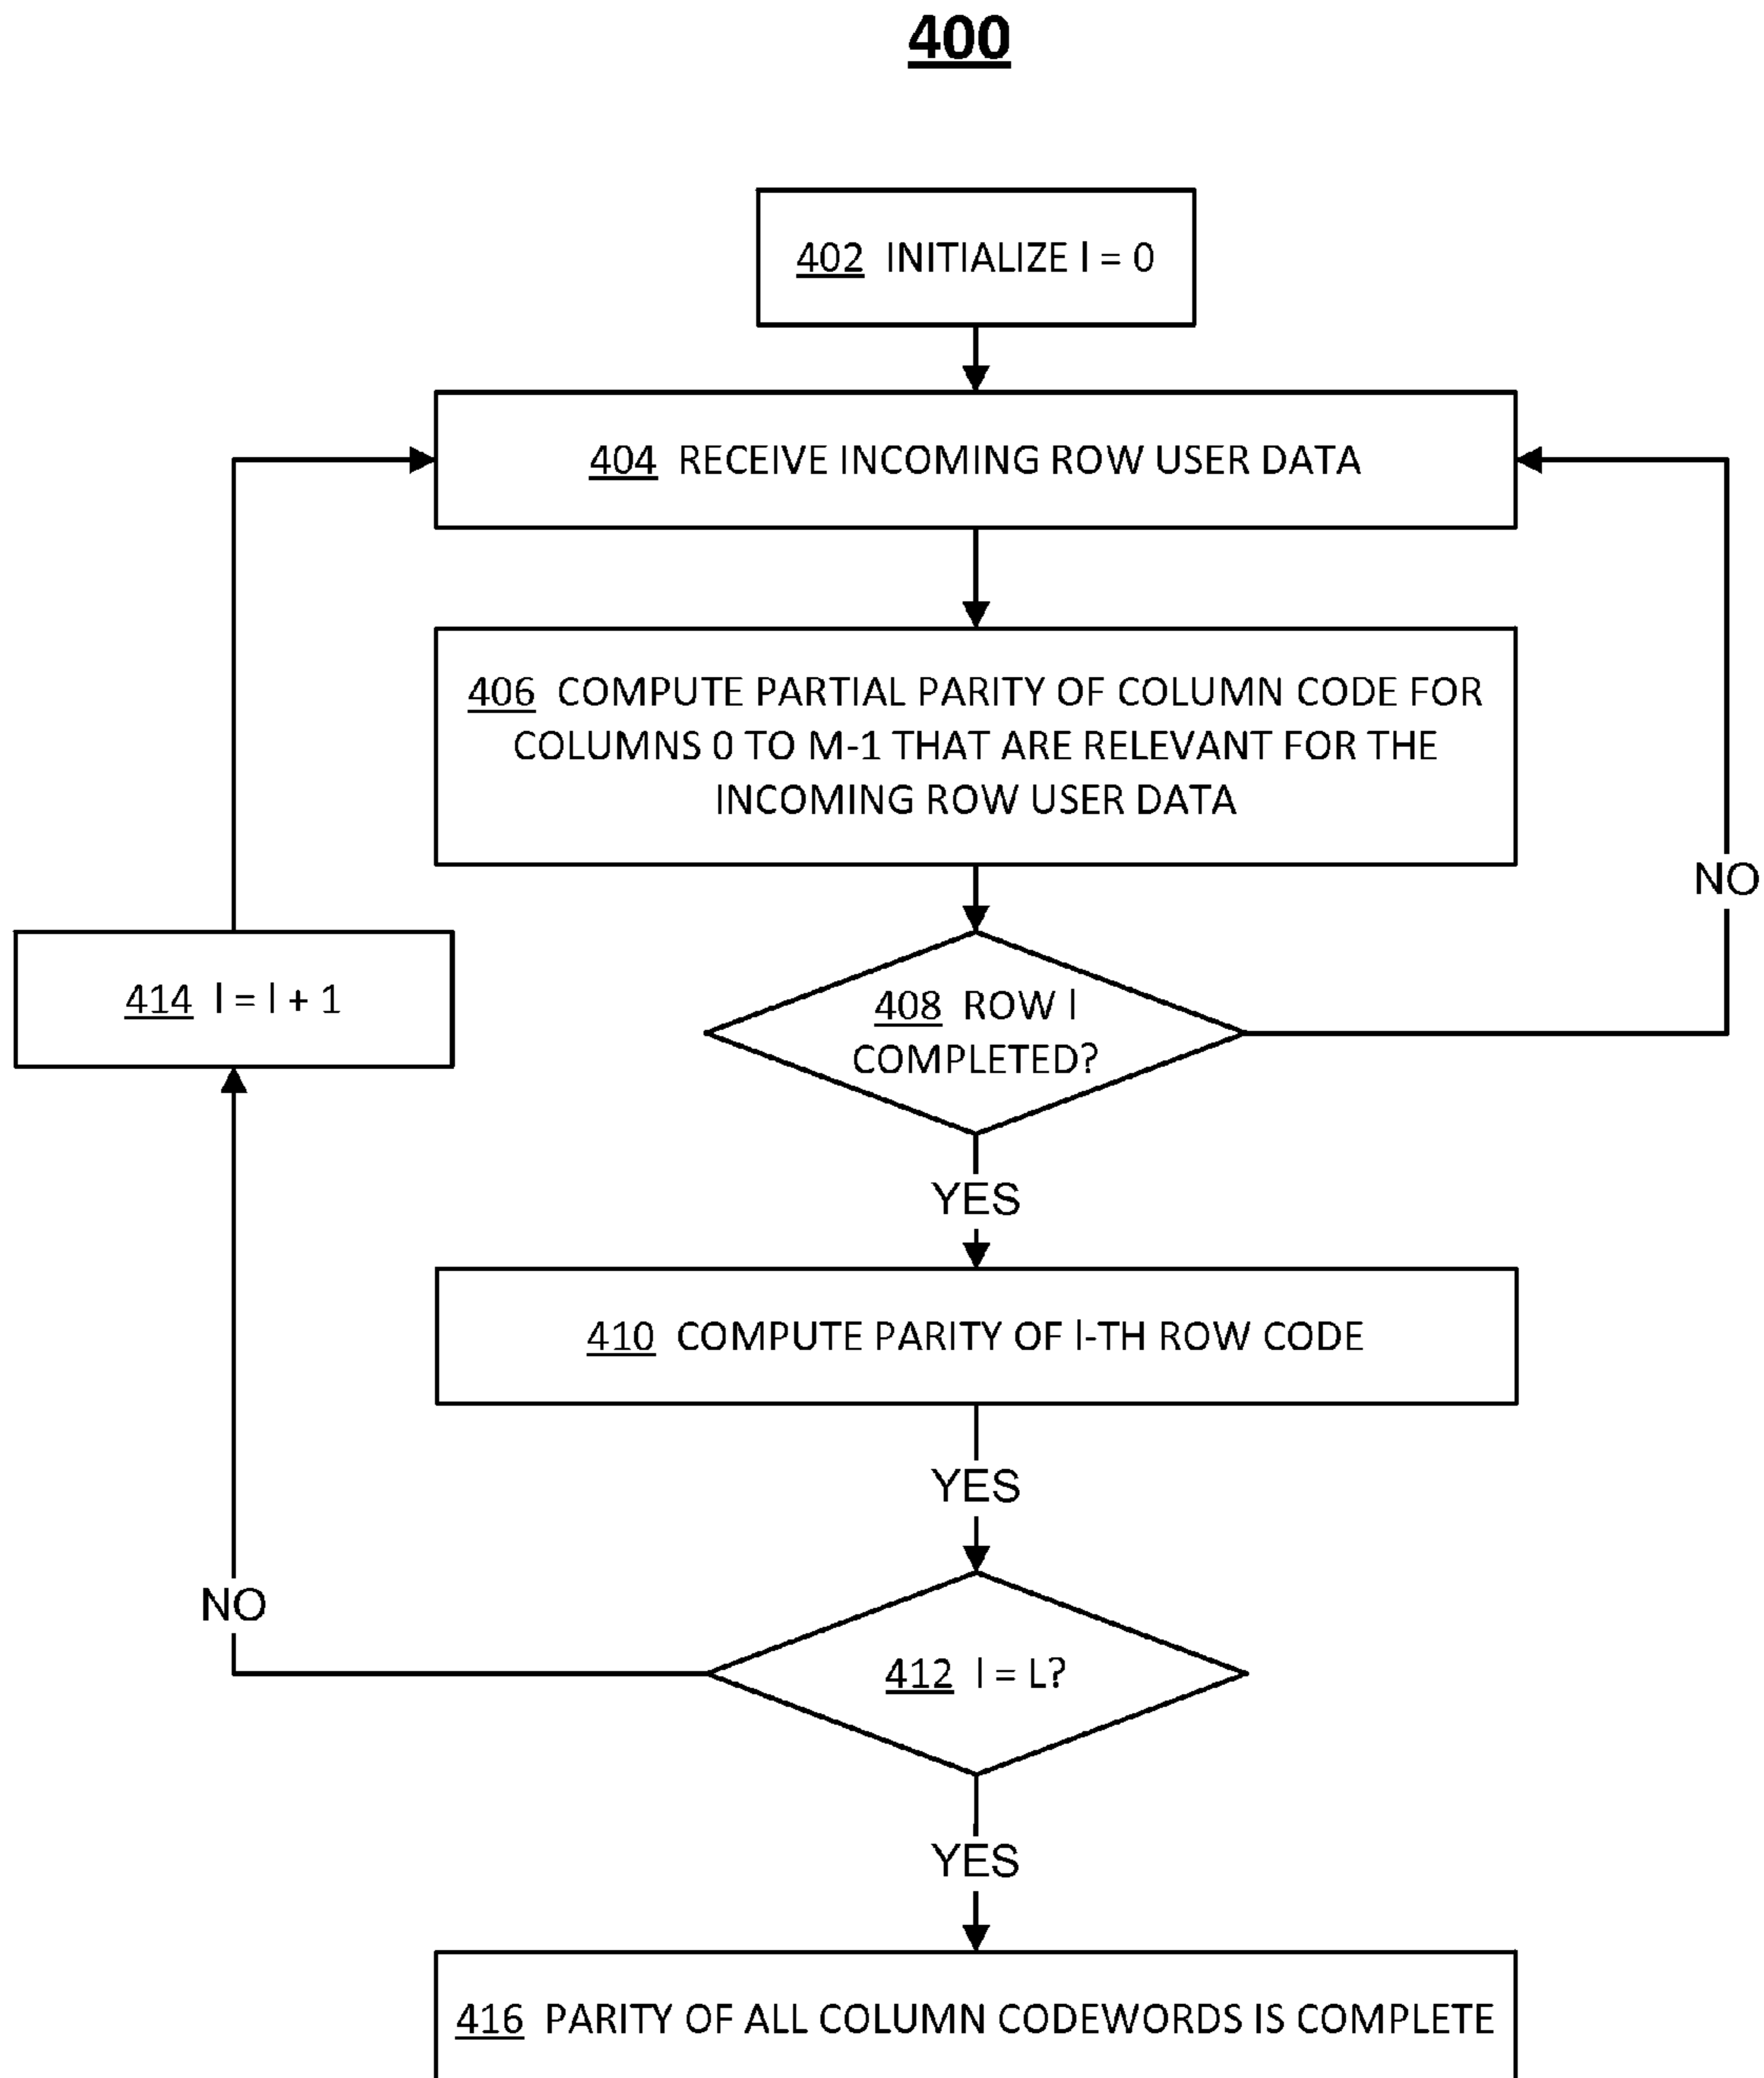 400
402 INITIALIZE l = 0
404 RECEIVE INCOMING ROW USER DATA
406 COMPUTE PARTIAL PARITY OF COLUMN CODE FOR
COLUMNS 0 TO M-1 THAT ARE RELEVANT FOR THE
INCOMING ROW USER DATA
NO
414 l = l + 1
408 ROW l
COMPLETED?
YES
410 COMPUTE PARITY OF l-TH ROW CODE
YES
NO
412 l = L?
YES
416 PARITY OF ALL COLUMN CODEWORDS IS COMPLETE